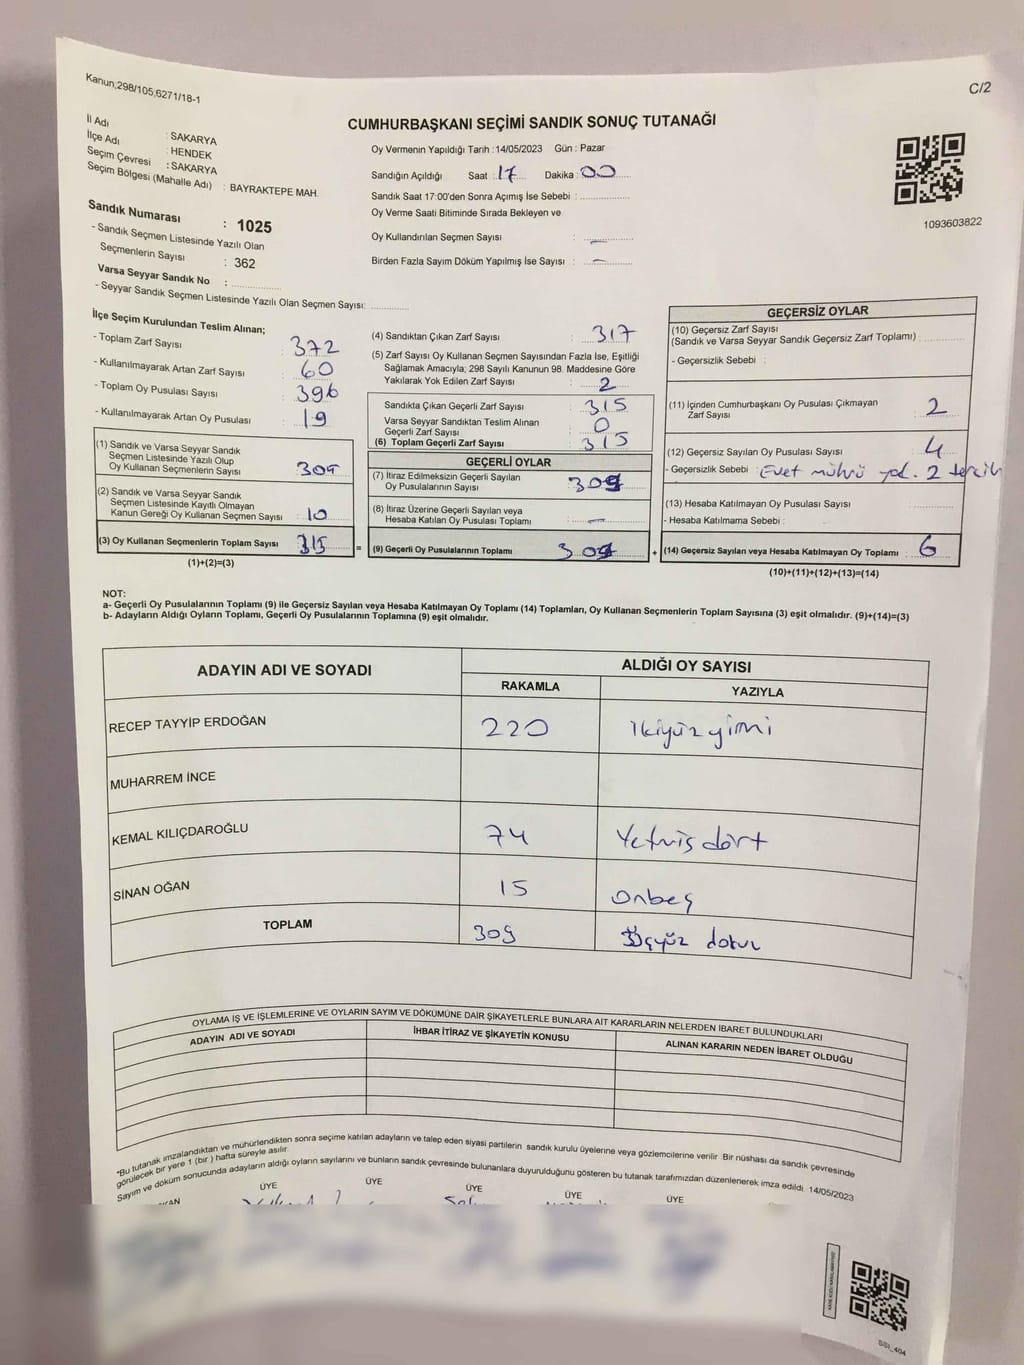 Kanun;298/105,6271/18-1
C/2
CUMHURBAŞKANI SEÇİMİ SANDIK SONUÇ TUTANAĞI
İl Adı : SAKARYA
İlçe Adı : HENDEK
Seçim Çevresi : SAKARYA
Seçim Bölgesi (Mahalle Adı) : BAYRAKTEPE MAH.
Sandık Numarası : 1025
- Sandık Seçmen Listesinde Yazılı Olan
Seçmenlerin Sayısı : 362
Varsa Seyyar Sandık No :
- Seyyar Sandık Seçmen Listesinde Yazılı Olan Seçmen Sayısı:
Oy Vermenin Yapıldığı Tarih :14/05/2023 Gün : Pazar
Sandığın Açıldığı Saat : 17 Dakika : 00
Sandık Saat 17:00'den Sonra Açımış İse Sebebi :
Oy Verme Saati Bitiminde Sırada Bekleyen ve
Oy Kullandırılan Seçmen Sayısı : —
Birden Fazla Sayım Döküm Yapılmış İse Sayısı : —
1093603822
İlçe Seçim Kurulundan Teslim Alınan;
- Toplam Zarf Sayısı : 372
- Kullanılmayarak Artan Zarf Sayısı : 60
- Toplam Oy Pusulası Sayısı : 396
- Kullanılmayarak Artan Oy Pusulası : 19
(1) Sandık ve Varsa Seyyar Sandık
Seçmen Listesinde Yazılı Olup
Oy Kullanan Seçmenlerin Sayısı
(2) Sandık ve Varsa Seyyar Sandık
Seçmen Listesinde Kayıtlı Olmayan
Kanun Gereği Oy Kullanan Seçmen Sayısı : 10
(3) Oy Kullanan Seçmenlerin Toplam Sayısı : 315 =
(1)+(2)=(3)
(4) Sandıktan Çıkan Zarf Sayısı : 317
(5) Zarf Sayısı Oy Kullanan Seçmen Sayısından Fazla İse, Eşitliği
Sağlamak Amacıyla; 298 Sayılı Kanunun 98. Maddesine Göre
Yakılarak Yok Edilen Zarf Sayısı : 2
Sandıkta Çıkan Geçerli Zarf Sayısı : 315
Varsa Seyyar Sandıktan Teslim Alınan
Geçerli Zarf Sayısı : 0
(6) Toplam Geçerli Zarf Sayısı : 315
GEÇERLİ OYLAR
(7) İtiraz Edilmeksizin Geçerli Sayılan
Oy Pusulalarının Sayısı : 309
(8) İtiraz Üzerine Geçerli Sayılan veya
Hesaba Katılan Oy Pusulası Toplamı : —
(9) Geçerli Oy Pusulalarının Toplamı : 309 +
GEÇERSİZ OYLAR
(10) Geçersiz Zarf Sayısı
(Sandık ve Varsa Seyyar Sandık Geçersiz Zarf Toplamı) :
- Geçersizlik Sebebi :
(11) İçinden Cumhurbaşkanı Oy Pusulası Çıkmayan
Zarf Sayısı : 2
(12) Geçersiz Sayılan Oy Pusulası Sayısı : 4
- Geçersizlik Sebebi : Evet mührü yok. 2 tercih
(13) Hesaba Katılmayan Oy Pusulası Sayısı :
- Hesaba Katılmama Sebebi :
(14) Geçersiz Sayılan veya Hesaba Katılmayan Oy Toplamı : 6
(10)+(11)+(12)+(13)=(14)
NOT:
a- Geçerli Oy Pusulalarının Toplamı (9) ile Geçersiz Sayılan veya Hesaba Katılmayan Oy Toplamı (14) Toplamları, Oy Kullanan Seçmenlerin Toplam Sayısına (3) eşit olmalıdır. (9)+(14)=(3)
b- Adayların Aldığı Oyların Toplamı, Geçerli Oy Pusulalarının Toplamına (9) eşit olmalıdır.
ADAYIN ADI VE SOYADI
ALDIĞI OY SAYISI
RAKAMLA YAZIYLA
RECEP TAYYİP ERDOĞAN 220 ikiyüzyirmi
MUHARREM İNCE
KEMAL KILIÇDAROĞLU 74 Yetmişdört
SİNAN OĞAN 15 Onbeş
TOPLAM 309 Üçyüz dokuz
OYLAMA İŞ VE İŞLEMLERİNE VE OYLARIN SAYIM VE DÖKÜMÜNE DAİR ŞİKAYETLERLE BUNLARA AİT KARARLARIN NELERDEN İBARET BULUNDUKLARI
ADAYIN ADI VE SOYADI İHBAR İTİRAZ VE ŞİKAYETİN KONUSU ALINAN KARARIN NEDEN İBARET OLDUĞU
*Bu tutanak imzalandıktan ve mühürlendikten sonra seçime katılan adayların ve talep eden siyasi partilerin sandık kurulu üyelerine veya gözlemcilerine verilir. Bir nüshası da sandık çevresinde
görülecek bir yere 1 (bir) hafta süreyle asılır.
Sayım ve döküm sonucunda adayların aldığı oyların sayılarını ve bunların sandık çevresinde bulunanlara duyurulduğunu gösteren bu tutanak tarafımızdan düzenlenerek imza edildi. 14/05/2023
ÜYE ÜYE ÜYE ÜYE ÜYE